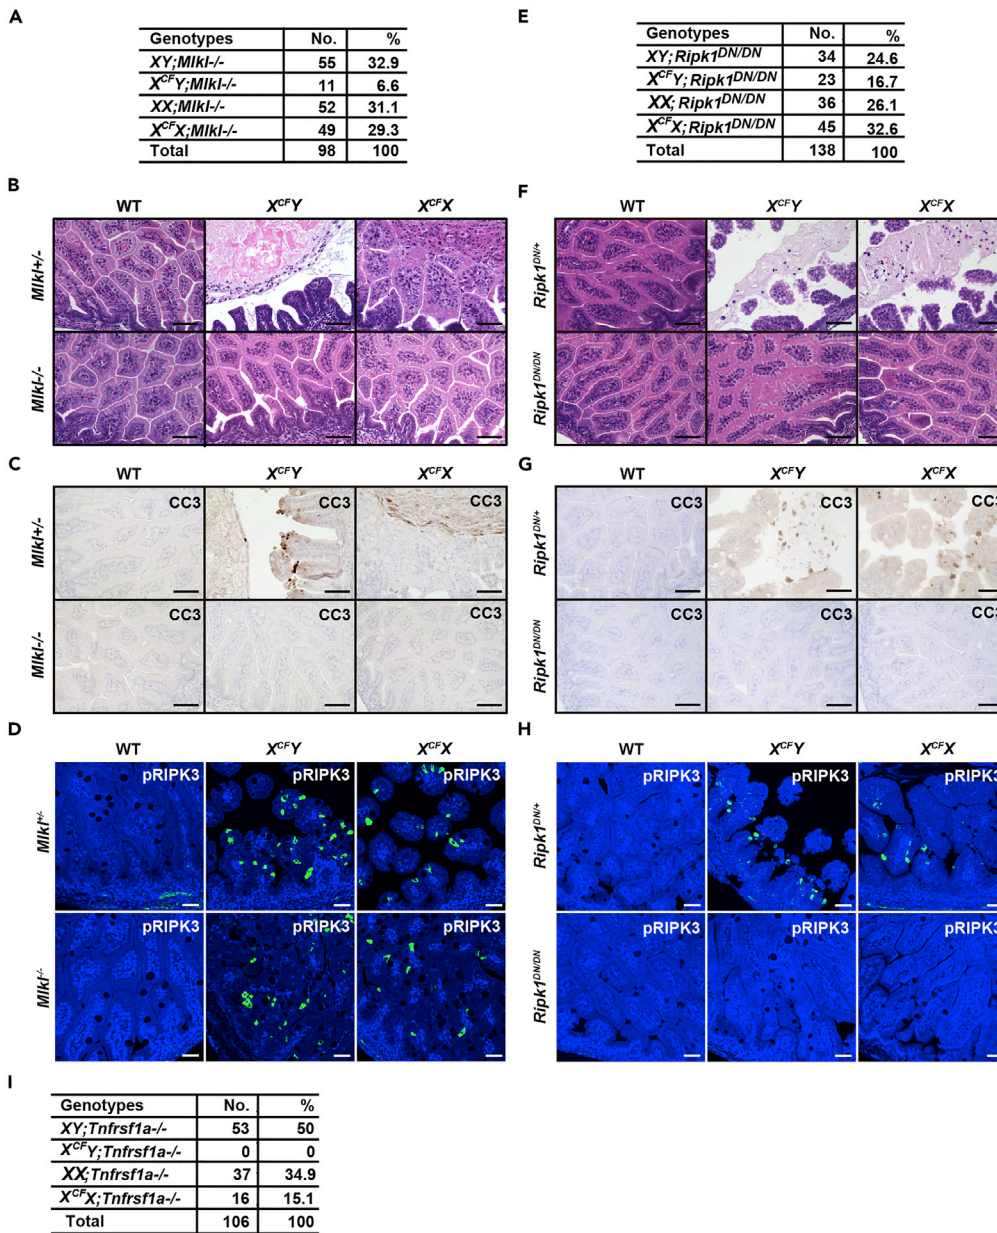 A
Genotypes No. %
XY;Mlkl-/- 55 32.9
XCFY;Mlkl-/- 11 6.6
XX;Mlkl-/- 52 31.1
XCFX;Mlkl-/- 49 29.3
Total 98 100
E
Genotypes No. %
XY;Ripk1DN/DN 34 24.6
XCFY;Ripk1DN/DN 23 16.7
XX;Ripk1DN/DN 36 26.1
XCFX;Ripk1DN/DN 45 32.6
Total 138 100
B
WT XCFY XCFX
Mlkl+/-
Mlkl-/-
F
WT XCFY XCFX
Ripk1DN/+
Ripk1DN/DN
C
WT XCFY XCFX
Mlkl+/-
CC3 CC3 CC3
Mlkl-/-
CC3 CC3 CC3
G
WT XCFY XCFX
Ripk1DN/+
CC3 CC3 CC3
Ripk1DN/DN
CC3 CC3 CC3
D
WT XCFY XCFX
Mlkl+/-
pRIPK3 pRIPK3 pRIPK3
Mlkl-/-
pRIPK3 pRIPK3 pRIPK3
H
WT XCFY XCFX
Ripk1DN/+
pRIPK3 pRIPK3 pRIPK3
Ripk1DN/DN
pRIPK3 pRIPK3 pRIPK3
I
Genotypes No. %
XY;Tnfrsf1a-/- 53 50
XCFY;Tnfrsf1a-/- 0 0
XX;Tnfrsf1a-/- 37 34.9
XCFX;Tnfrsf1a-/- 16 15.1
Total 106 100